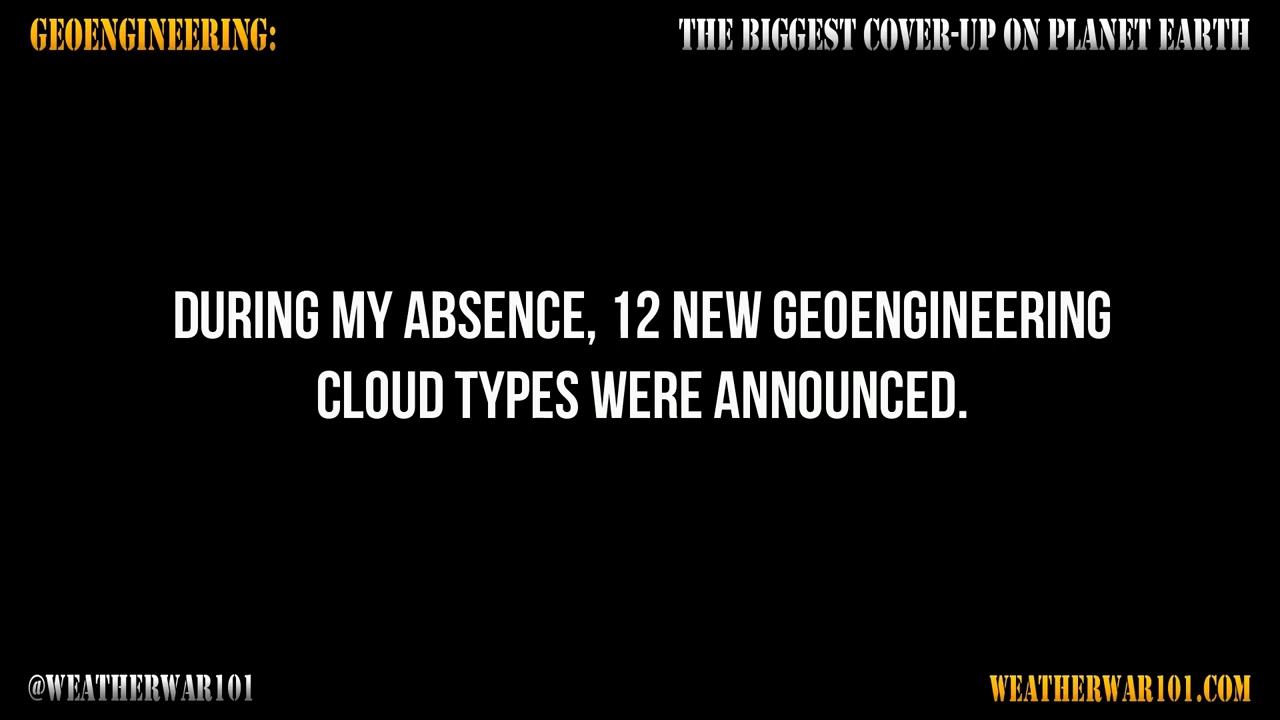 GEOENGINEERING:
THE BIGGEST COVER-UP ON PLANET EARTH
DURING MY ABSENCE, 12 NEW GEOENGINEERING
CLOUD TYPES WERE ANNOUNCED.
@WEATHERWAR101
WEATHERWAR101.COM